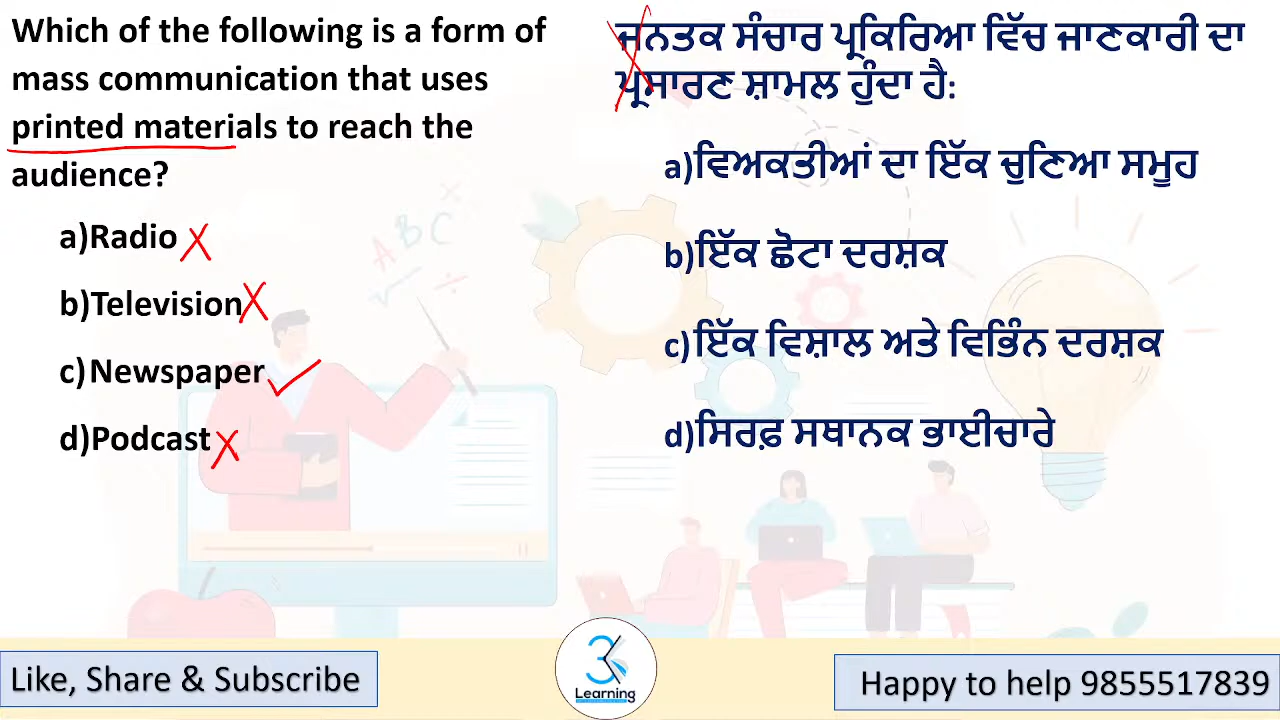 Which of the following is a form of
mass communication that uses
printed materials to reach the
audience?
a)Radio
b)Television
c)Newspaper
d)Podcast
ਜਨਤਕ ਸੰਚਾਰ ਪ੍ਰਕਿਰਿਆ ਵਿੱਚ ਜਾਣਕਾਰੀ ਦਾ
ਪ੍ਰਸਾਰਣ ਸ਼ਾਮਲ ਹੁੰਦਾ ਹੈ:
a)ਵਿਅਕਤੀਆਂ ਦਾ ਇੱਕ ਚੁਣਿਆ ਸਮੂਹ
b)ਇੱਕ ਛੋਟਾ ਦਰਸ਼ਕ
c)ਇੱਕ ਵਿਸ਼ਾਲ ਅਤੇ ਵਿਭਿੰਨ ਦਰਸ਼ਕ
d)ਸਿਰਫ਼ ਸਥਾਨਕ ਭਾਈਚਾਰੇ
ABC
Like, Share & Subscribe
3
Learning
Happy to help 9855517839